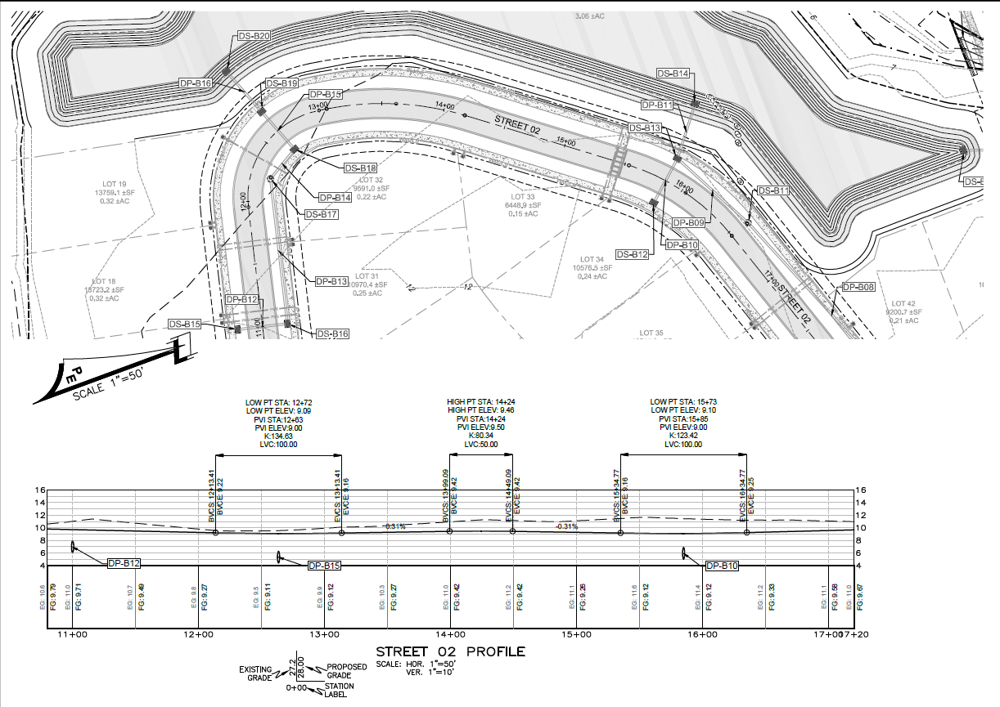 3.06 ±AC
6
7
DS-B20
DP-B16
DS-B19
DP-B15
13+00
14+00
STREET 02
15+00
DS-B14
DP-B11
DS-B13
16+00
DS-B18
LOT 32
9591.0 ±SF
0.22 ±AC
DP-B14
DS-B17
12+00
LOT 19
13759.1 ±SF
0.32 ±AC
LOT 33
6448.9 ±SF
0.15 ±AC
DS-B11
DP-B09
DP-B10
DS-B12
LOT 34
10576.5 ±SF
0.24 ±AC
LOT 18
13723.2 ±SF
0.32 ±AC
DP-B13
LOT 31
10970.4 ±SF
0.25 ±AC
12
12
17+00
STREET 02
DP-B08
DP-B12
LOT 42
9200.7 ±SF
0.21 ±AC
DS-B15
11+00
DS-B16
LOT 35
PE
SCALE 1"=50'
LOW PT STA: 12+72
LOW PT ELEV: 9.09
PVI STA:12+63
PVI ELEV:9.00
K:134.63
LVC:100.00
HIGH PT STA: 14+24
HIGH PT ELEV: 9.46
PVI STA:14+24
PVI ELEV:9.50
K:80.34
LVC:50.00
LOW PT STA: 15+73
LOW PT ELEV: 9.10
PVI STA:15+85
PVI ELEV:9.00
K:123.42
LVC:100.00
BVCS: 12+13.41
BVCE: 9.22
EVCS: 13+13.41
EVCE: 9.16
BVCS: 13+99.09
BVCE: 9.42
EVCS: 14+49.09
EVCE: 9.42
BVCS: 15+34.77
BVCE: 9.16
EVCS: 16+34.77
EVCE: 9.25
16
14
12
10
8
6
4
0.31%
-0.31%
16
14
12
10
8
6
4
DP-B12
DP-B15
DP-B10
EG: 10.6
FG: 9.79
EG: 11.0
FG: 9.71
EG: 10.7
FG: 9.49
EG: 9.8
FG: 9.27
EG: 9.5
FG: 9.11
EG: 9.9
FG: 9.12
EG: 10.3
FG: 9.27
EG: 11.0
FG: 9.42
EG: 11.2
FG: 9.42
EG: 11.1
FG: 9.26
EG: 11.6
FG: 9.12
EG: 11.4
FG: 9.12
EG: 11.2
FG: 9.33
EG: 11.1
FG: 9.58
EG: 11.0
FG: 9.67
11+00
12+00
13+00
14+00
15+00
16+00
17+00
17+20
STREET 02 PROFILE
SCALE: HOR. 1"=50'
VER. 1"=10'
EXISTING
GRADE
27.2
28.00
PROPOSED
GRADE
0+00
STATION
LABEL